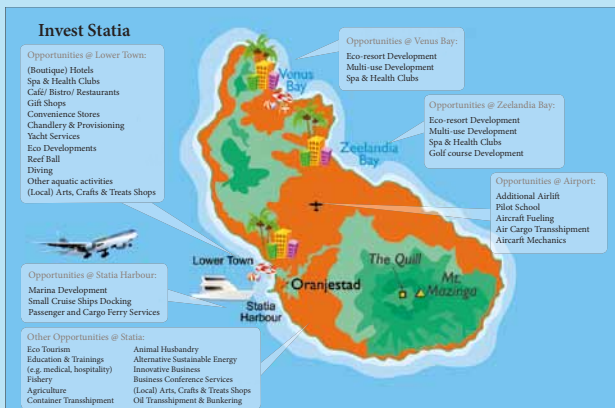 Invest Statia
Opportunities @ Lower Town:
(Boutique) Hotels
Spa & Health Clubs
Café/ Bistro/ Restaurants
Gift Shops
Convenience Stores
Chandlery & Provisioning
Yacht Services
Eco Developments
Reef Ball
Diving
Other aquatic activities
(Local) Arts, Crafts & Treats Shops
Opportunities @ Venus Bay:
Eco-resort Development
Multi-use Development
Spa & Health Clubs
Venus
Bay
Opportunities @ Zeelandia Bay:
Eco-resort Development
Multi-use Development
Spa & Health Clubs
Golf course Development
Zeelandia
Bay
Opportunities @ Airport:
Additional Airlift
Pilot School
Aircraft Fueling
Air Cargo Transshipment
Aircarft Mechanics
Lower Town
Oranjestad
The Quill
Mt.
Mazinga
Statia
Harbour
Opportunities @ Statia Harbour:
Marina Development
Small Cruise Ships Docking
Passenger and Cargo Ferry Services
Other Opportunities @ Statia:
Eco Tourism
Education & Trainings
(e.g. medical, hospitality)
Fishery
Agriculture
Container Transshipment
Animal Husbandry
Alternative Sustainable Energy
Innovative Business
Business Conference Services
(Local) Arts, Crafts & Treats Shops
Oil Transshipment & Bunkering